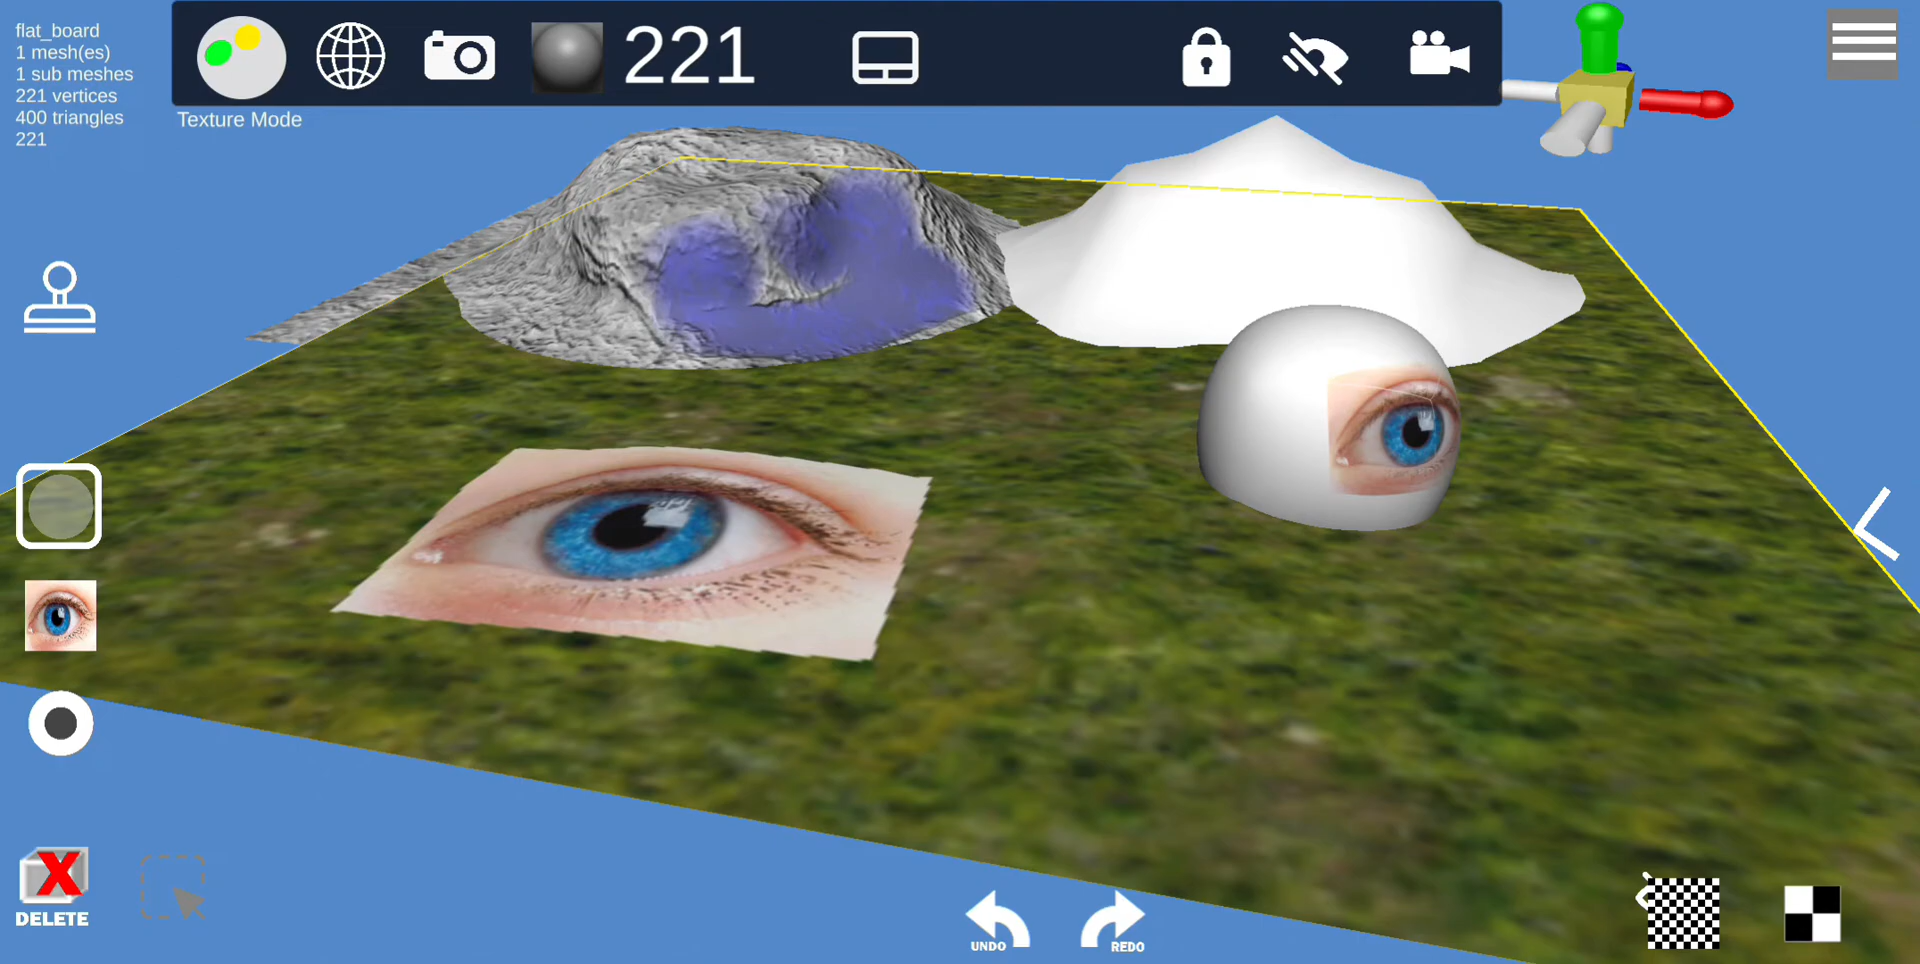 flat_board
1 mesh(es)
1 sub meshes
221 vertices
400 triangles
221
221
Texture Mode
DELETE
UNDO
REDO